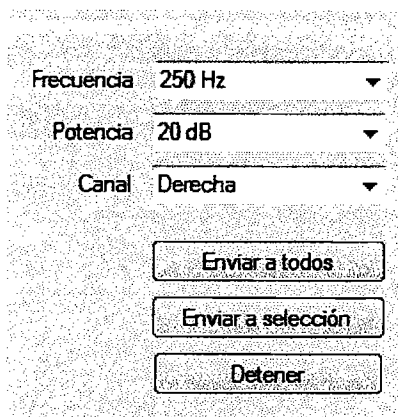 Frecuencia 250 Hz
Potencia 20 dB
Canal Derecha
Enviar a todos
Enviar a selección
Detener